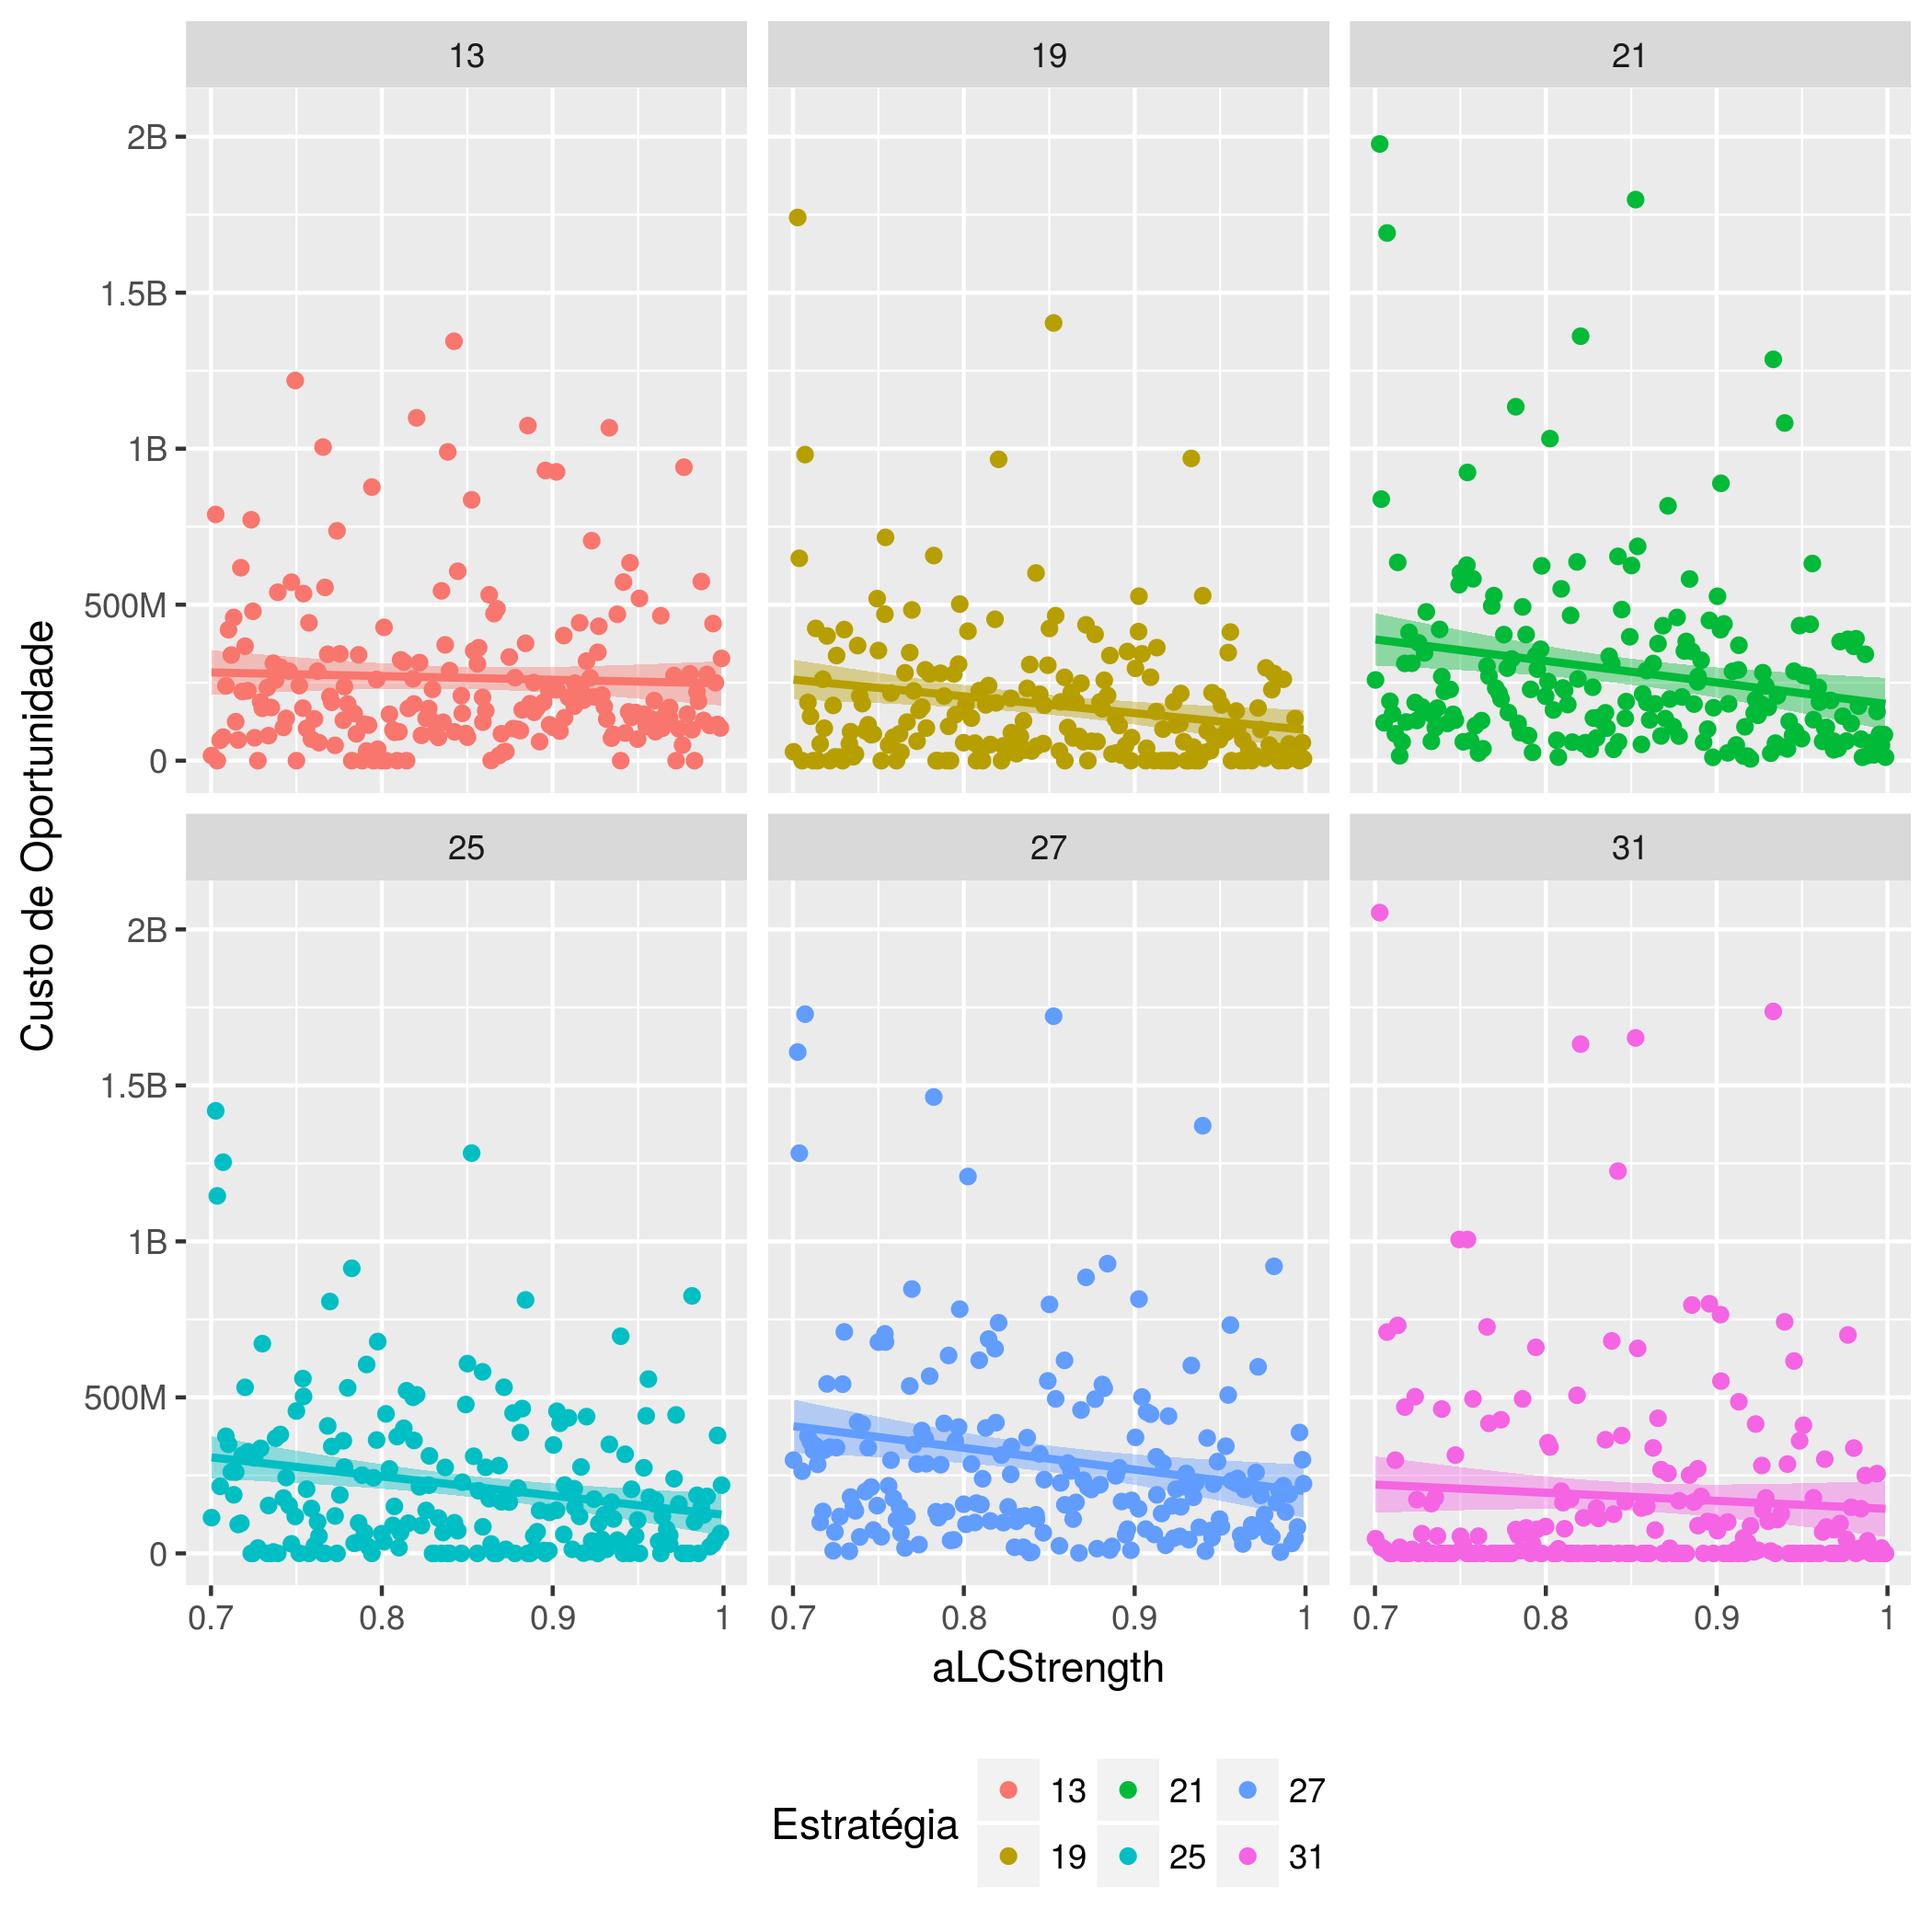 13 19 21
2B
1.5B
1B
500M
0
25 27 31
2B
1.5B
1B
500M
0
Custo de Oportunidade
0.7 0.8 0.9 1 0.7 0.8 0.9 1 0.7 0.8 0.9 1
aLCStrength
Estratégia
13 21 27
19 25 31